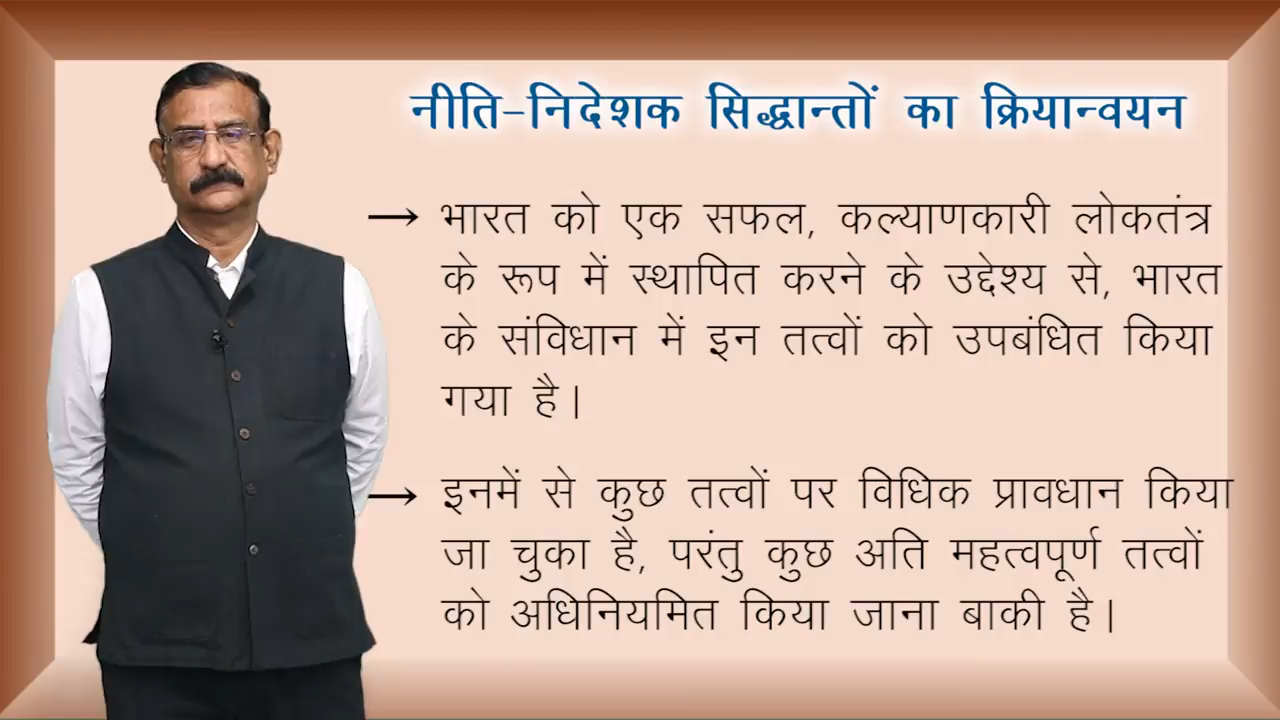 नीति-निदेशक सिद्धान्तों का क्रियान्वयन
→ भारत को एक सफल, कल्याणकारी लोकतंत्र
के रूप में स्थापित करने के उद्देश्य से, भारत
के संविधान में इन तत्वों को उपबंधित किया
गया है।
→ इनमें से कुछ तत्वों पर विधिक प्रावधान किया
जा चुका है, परंतु कुछ अति महत्वपूर्ण तत्वों
को अधिनियमित किया जाना बाकी है।